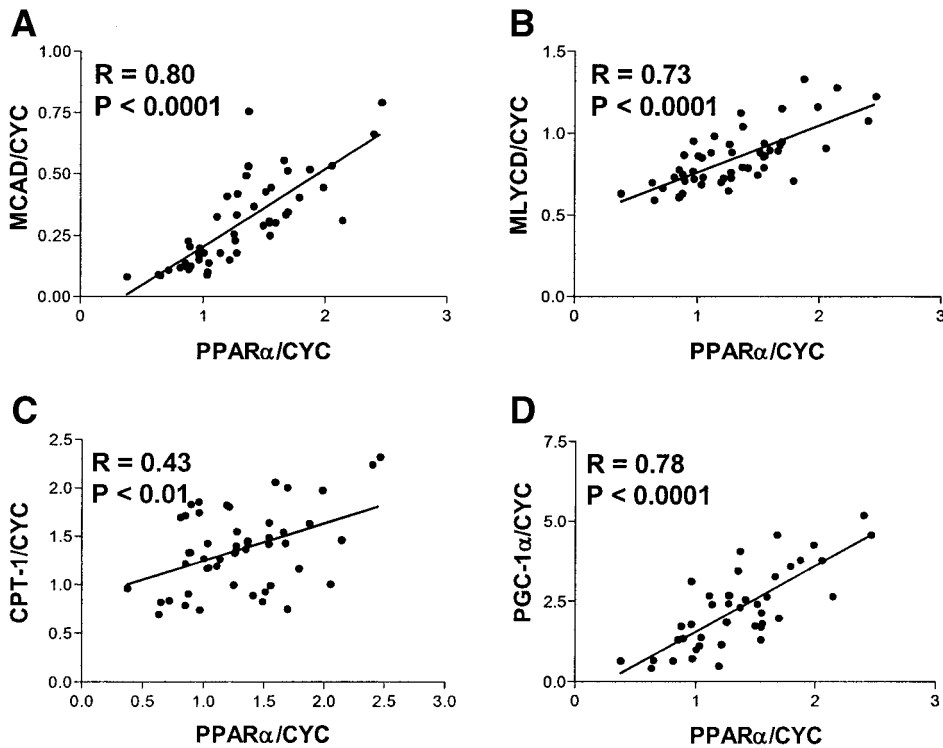 A
R = 0.80
P < 0.0001
MCAD/CYC
1.00
0.75
0.50
0.25
0.00
0
1
2
3
PPARα/CYC
B
R = 0.73
P < 0.0001
MLYCD/CYC
1.5
1.0
0.5
0.0
0
1
2
3
PPARα/CYC
C
R = 0.43
P < 0.01
CPT-1/CYC
2.5
2.0
1.5
1.0
0.5
0.0
0.0
0.5
1.0
1.5
2.0
2.5
3.0
PPARα/CYC
D
R = 0.78
P < 0.0001
PGC-1α/CYC
7.5
5.0
2.5
0.0
0
1
2
3
PPARα/CYC